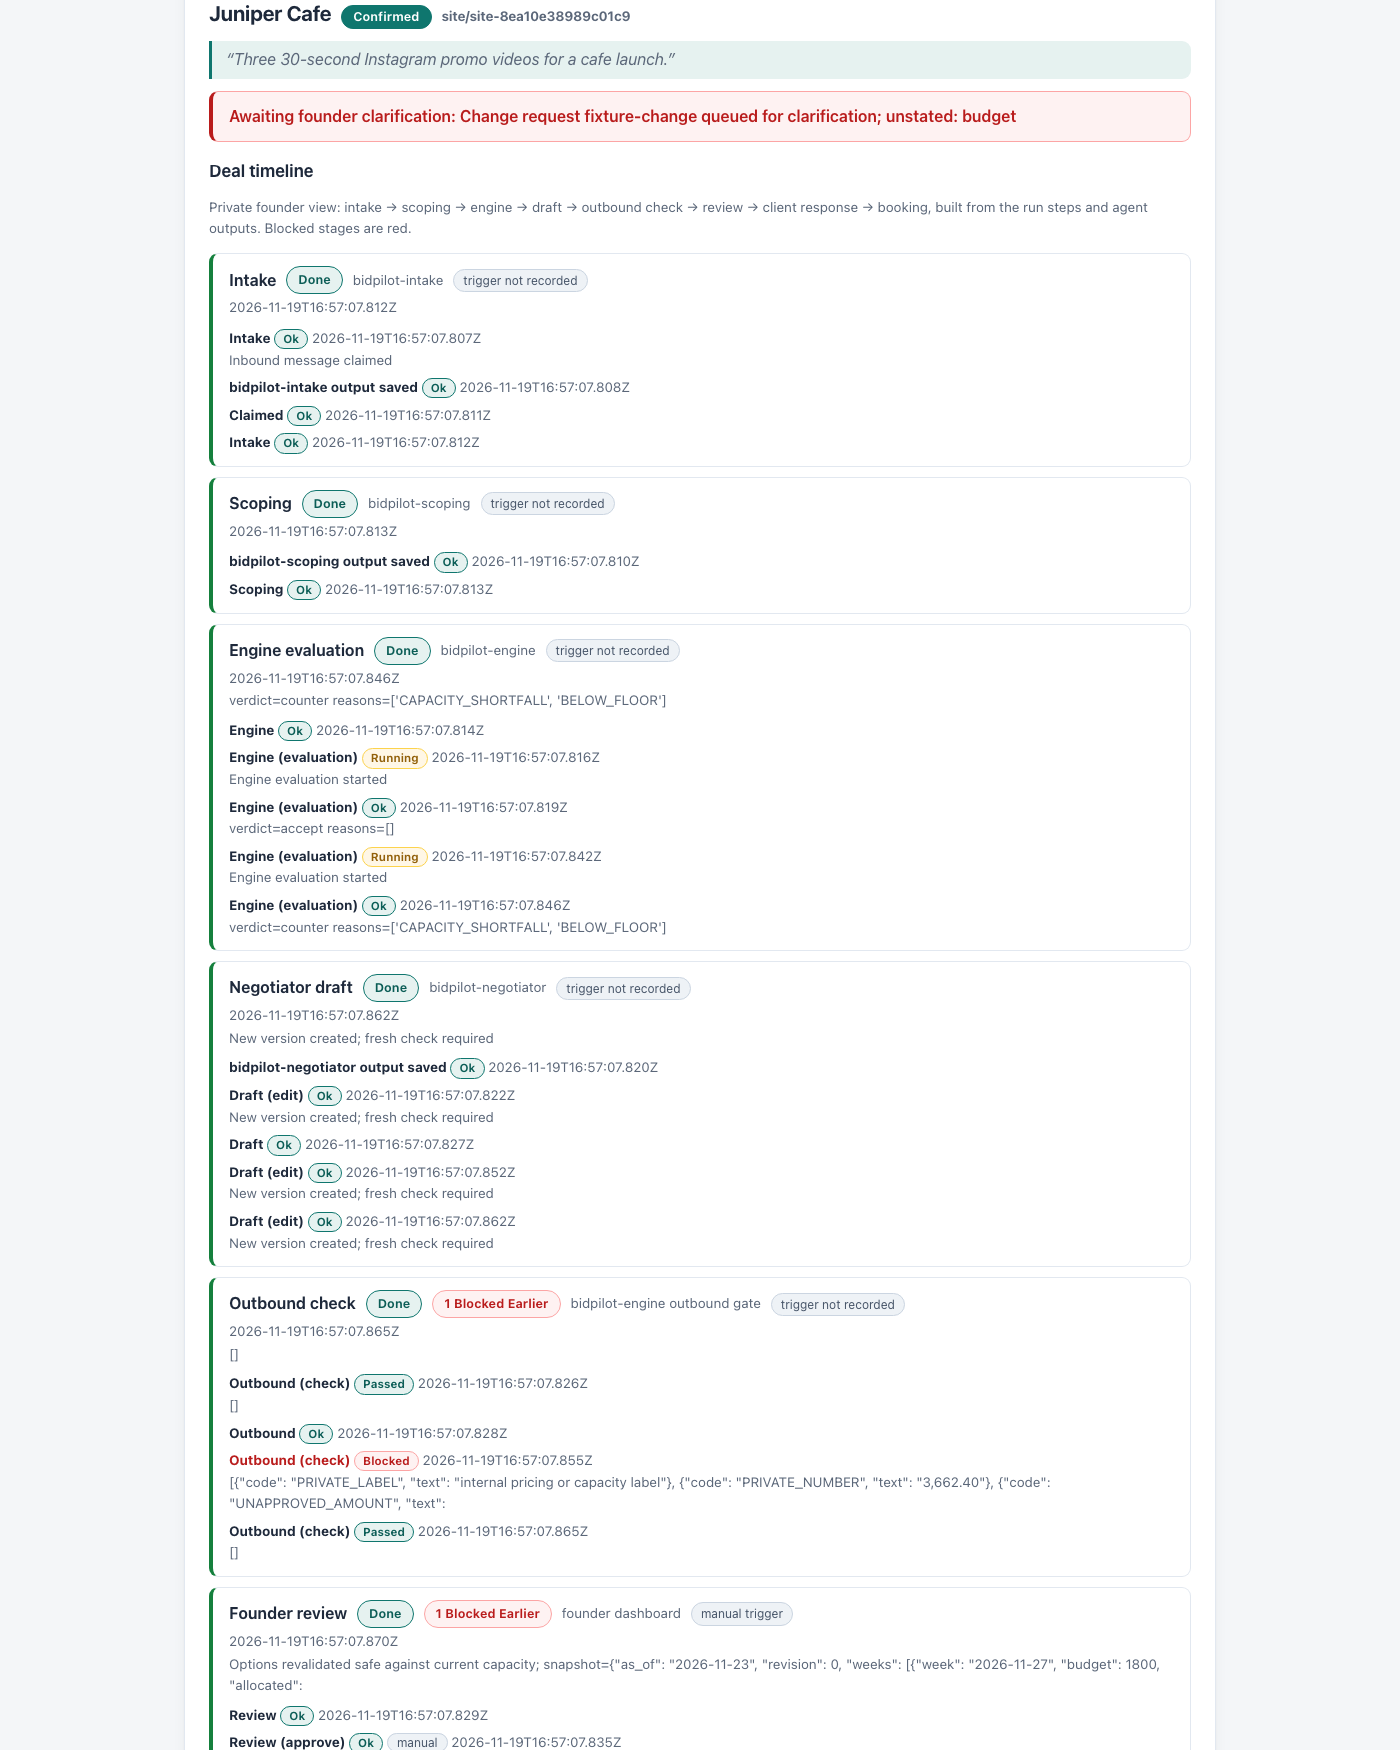 Juniper Cafe Confirmed site/site-8ea10e38989c01c9
“Three 30-second Instagram promo videos for a cafe launch.”
Awaiting founder clarification: Change request fixture-change queued for clarification; unstated: budget
Deal timeline
Private founder view: intake → scoping → engine → draft → outbound check → review → client response → booking, built from the run steps and agent
outputs. Blocked stages are red.
Intake Done bidpilot-intake trigger not recorded
2026-11-19T16:57:07.812Z
Intake Ok 2026-11-19T16:57:07.807Z
Inbound message claimed
bidpilot-intake output saved Ok 2026-11-19T16:57:07.808Z
Claimed Ok 2026-11-19T16:57:07.811Z
Intake Ok 2026-11-19T16:57:07.812Z
Scoping Done bidpilot-scoping trigger not recorded
2026-11-19T16:57:07.813Z
bidpilot-scoping output saved Ok 2026-11-19T16:57:07.810Z
Scoping Ok 2026-11-19T16:57:07.813Z
Engine evaluation Done bidpilot-engine trigger not recorded
2026-11-19T16:57:07.846Z
verdict=counter reasons=['CAPACITY_SHORTFALL', 'BELOW_FLOOR']
Engine Ok 2026-11-19T16:57:07.814Z
Engine (evaluation) Running 2026-11-19T16:57:07.816Z
Engine evaluation started
Engine (evaluation) Ok 2026-11-19T16:57:07.819Z
verdict=accept reasons=[]
Engine (evaluation) Running 2026-11-19T16:57:07.842Z
Engine evaluation started
Engine (evaluation) Ok 2026-11-19T16:57:07.846Z
verdict=counter reasons=['CAPACITY_SHORTFALL', 'BELOW_FLOOR']
Negotiator draft Done bidpilot-negotiator trigger not recorded
2026-11-19T16:57:07.862Z
New version created; fresh check required
bidpilot-negotiator output saved Ok 2026-11-19T16:57:07.820Z
Draft (edit) Ok 2026-11-19T16:57:07.822Z
New version created; fresh check required
Draft Ok 2026-11-19T16:57:07.827Z
Draft (edit) Ok 2026-11-19T16:57:07.852Z
New version created; fresh check required
Draft (edit) Ok 2026-11-19T16:57:07.862Z
New version created; fresh check required
Outbound check Done 1 Blocked Earlier bidpilot-engine outbound gate trigger not recorded
2026-11-19T16:57:07.865Z
[]
Outbound (check) Passed 2026-11-19T16:57:07.826Z
[]
Outbound Ok 2026-11-19T16:57:07.828Z
Outbound (check) Blocked 2026-11-19T16:57:07.855Z
[{"code": "PRIVATE_LABEL", "text": "internal pricing or capacity label"}, {"code": "PRIVATE_NUMBER", "text": "3,662.40"}, {"code":
"UNAPPROVED_AMOUNT", "text":
Outbound (check) Passed 2026-11-19T16:57:07.865Z
[]
Founder review Done 1 Blocked Earlier founder dashboard manual trigger
2026-11-19T16:57:07.870Z
Options revalidated safe against current capacity; snapshot={"as_of": "2026-11-23", "revision": 0, "weeks": [{"week": "2026-11-27", "budget": 1800,
"allocated":
Review Ok 2026-11-19T16:57:07.829Z
Review (approve) Ok manual 2026-11-19T16:57:07.835Z